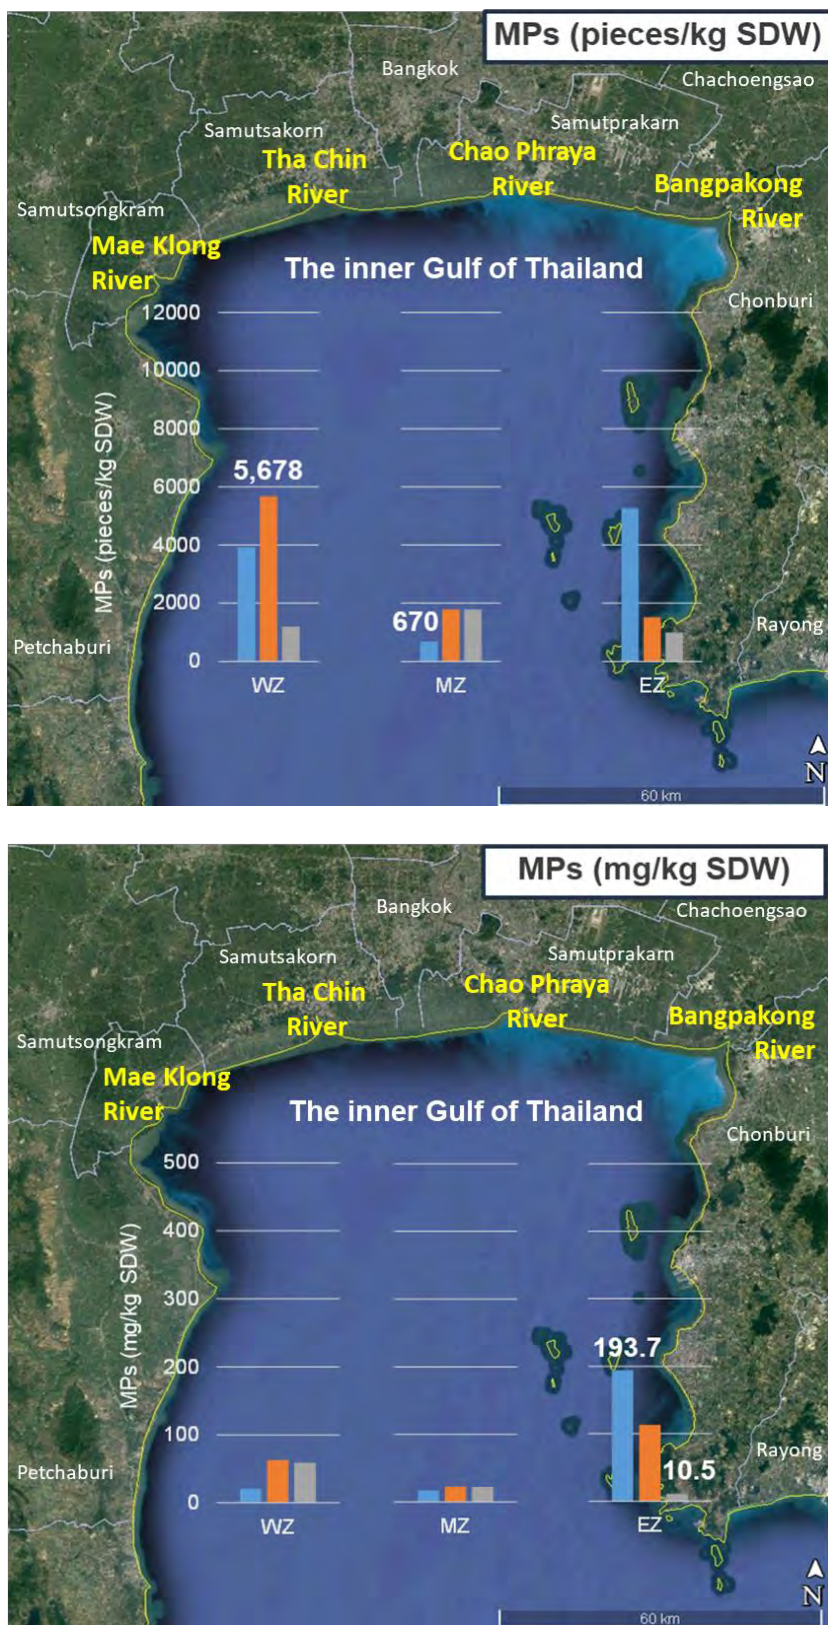 MPs (pieces/kg SDW)
Bangkok
Chachoengsao
Samutsakorn
Samutprakarn
Tha Chin
River
Chao Phraya
River
Bangpakong
River
Samutsongkram
Mae Klong
River
The inner Gulf of Thailand
Chonburi
12000
10000
8000
6000
4000
2000
0
MPs (pieces/kg SDW)
5,678
670
WZ
MZ
EZ
Petchaburi
Rayong
N
60 km
MPs (mg/kg SDW)
Bangkok
Chachoengsao
Samutsakorn
Samutprakarn
Tha Chin
River
Chao Phraya
River
Bangpakong
River
Samutsongkram
Mae Klong
River
The inner Gulf of Thailand
Chonburi
500
400
300
200
100
0
MPs (mg/kg SDW)
193.7
10.5
WZ
MZ
EZ
Petchaburi
Rayong
N
60 km